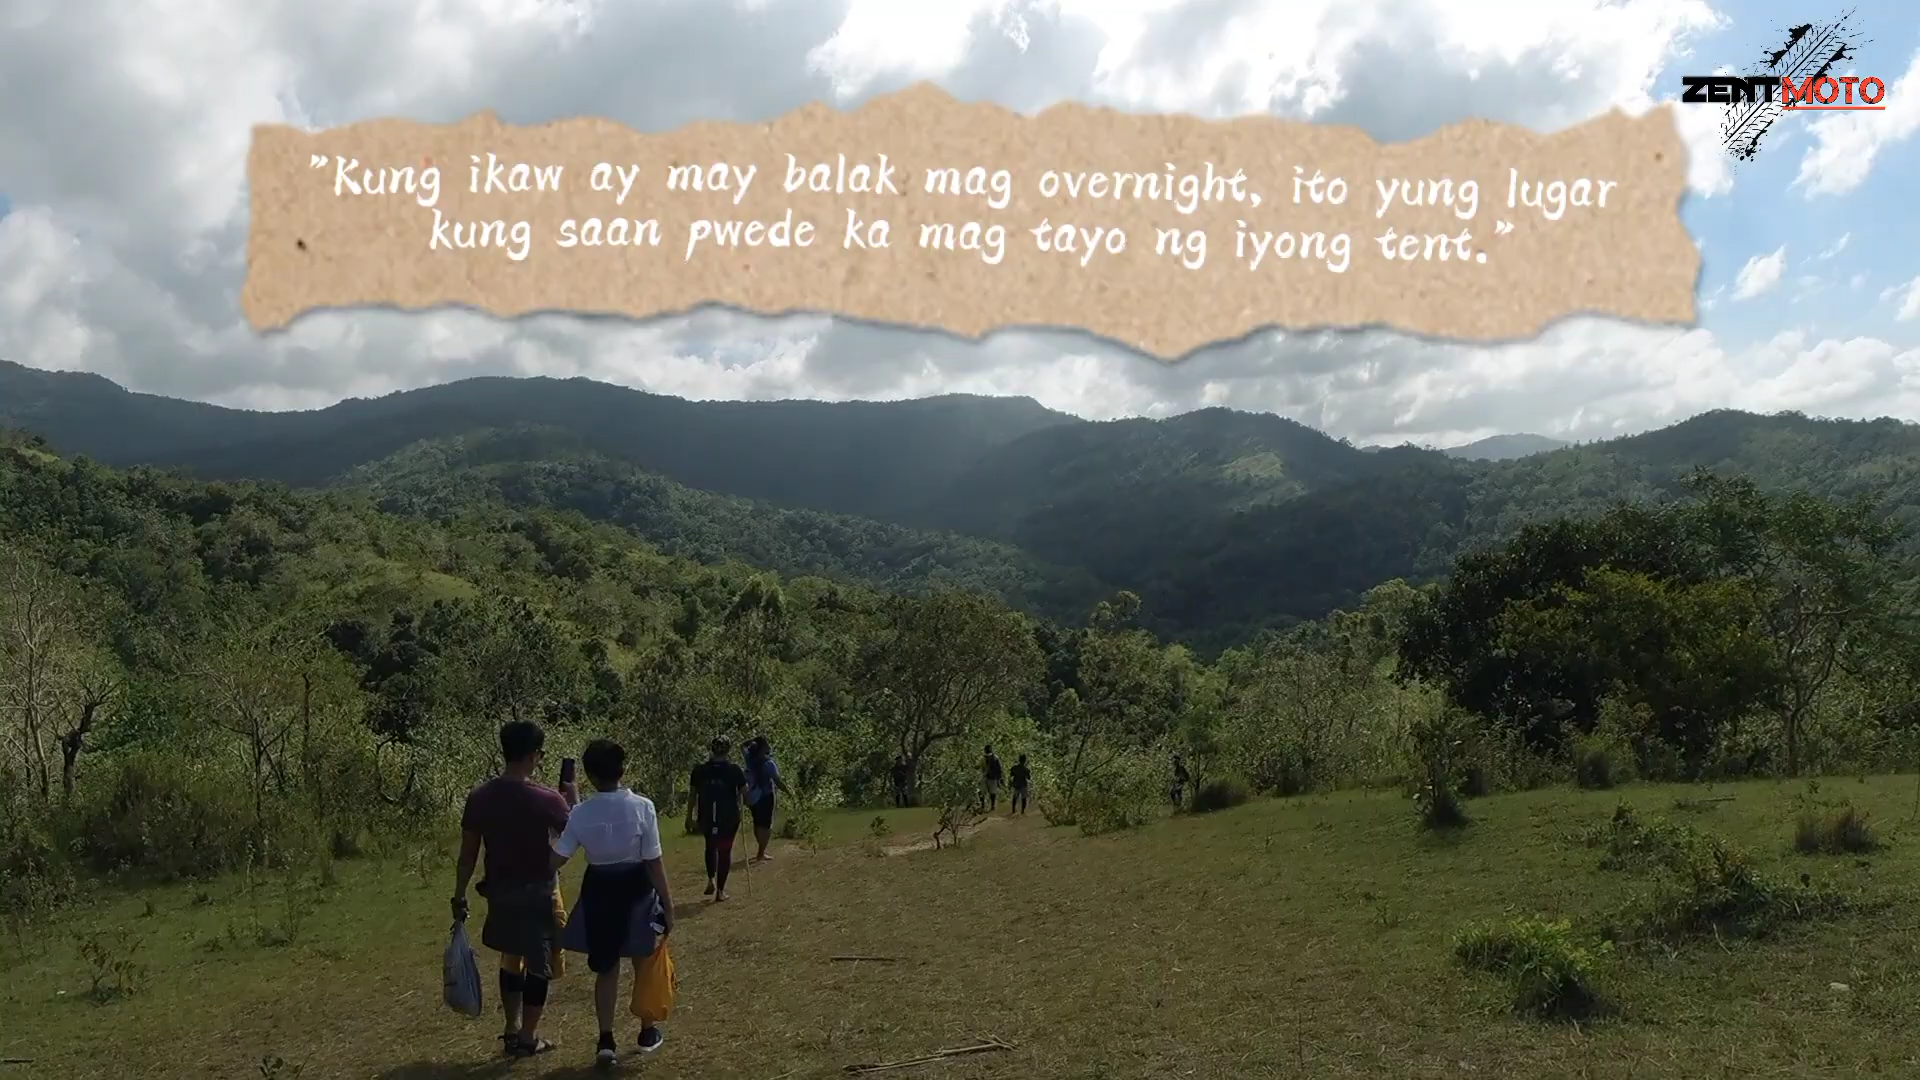 ZENTMOTO
"Kung ikaw ay may balak mag overnight, ito yung lugar
kung saan pwede ka mag tayo ng iyong tent."